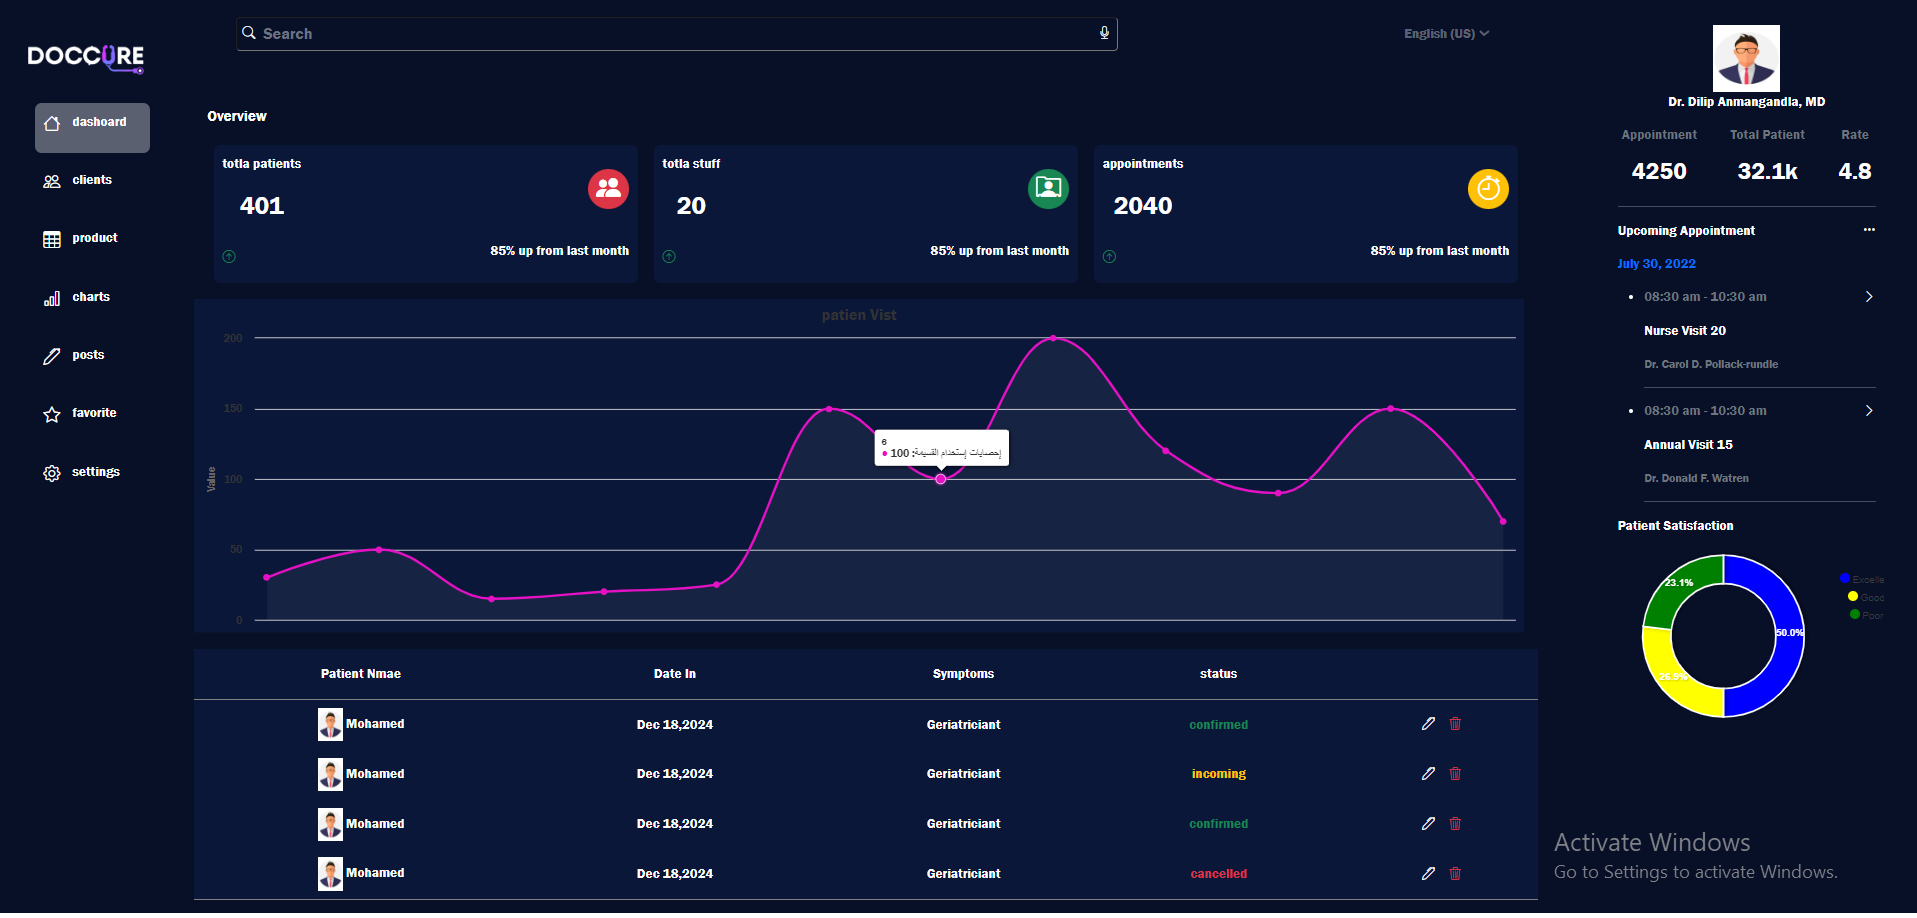 DOCCURE
Search
English (US)
dashoard
clients
product
charts
posts
favorite
settings
Overview
totla patients
401
85% up from last month
totla stuff
20
85% up from last month
appointments
2040
85% up from last month
patien Vist
Value
200
150
100
50
0
6
إحصايات إستخدام القسيمة: 100
Patient Nmae Date In Symptoms status
Mohamed Dec 18,2024 Geriatriciant confirmed
Mohamed Dec 18,2024 Geriatriciant incoming
Mohamed Dec 18,2024 Geriatriciant confirmed
Mohamed Dec 18,2024 Geriatriciant cancelled
Dr. Dilip Anmangandla, MD
Appointment Total Patient Rate
4250 32.1k 4.8
Upcoming Appointment
July 30, 2022
08:30 am - 10:30 am
Nurse Visit 20
Dr. Carol D. Pollack-rundle
08:30 am - 10:30 am
Annual Visit 15
Dr. Donald F. Watren
Patient Satisfaction
23.1%
50.0%
26.9%
Excelle
Good
Poor
Activate Windows
Go to Settings to activate Windows.